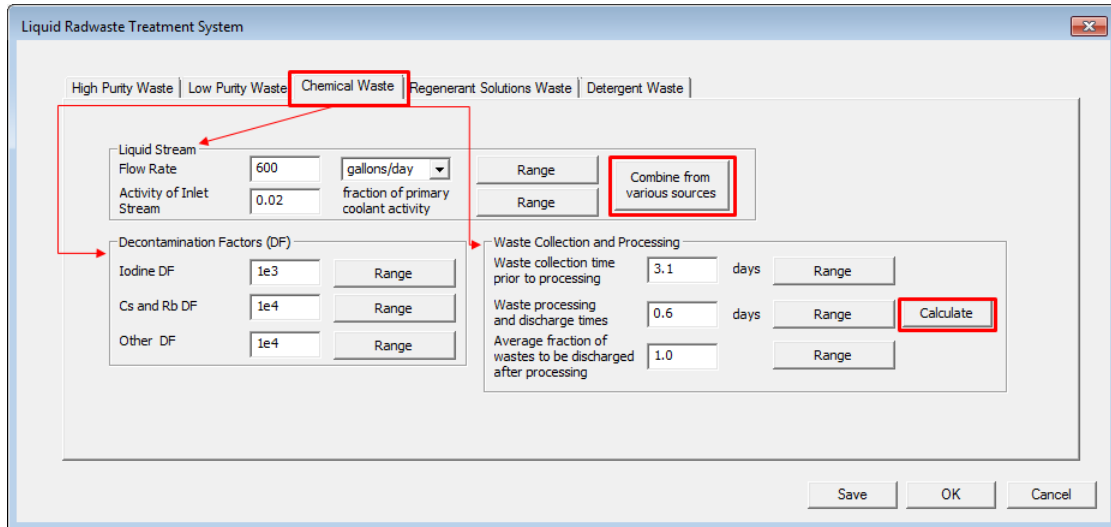 Liquid Radwaste Treatment System
High Purity Waste
Low Purity Waste
Chemical Waste
Regenerant Solutions Waste
Detergent Waste
Liquid Stream
Flow Rate
600
gallons/day
Range
Combine from
various sources
Activity of Inlet
Stream
0.02
fraction of primary
coolant activity
Range
Decontamination Factors (DF)
Iodine DF
1e3
Range
Cs and Rb DF
1e4
Range
Other DF
1e4
Range
Waste Collection and Processing
Waste collection time
prior to processing
3.1
days
Range
Waste processing
and discharge times
0.6
days
Range
Calculate
Average fraction of
wastes to be discharged
after processing
1.0
Range
Save
OK
Cancel